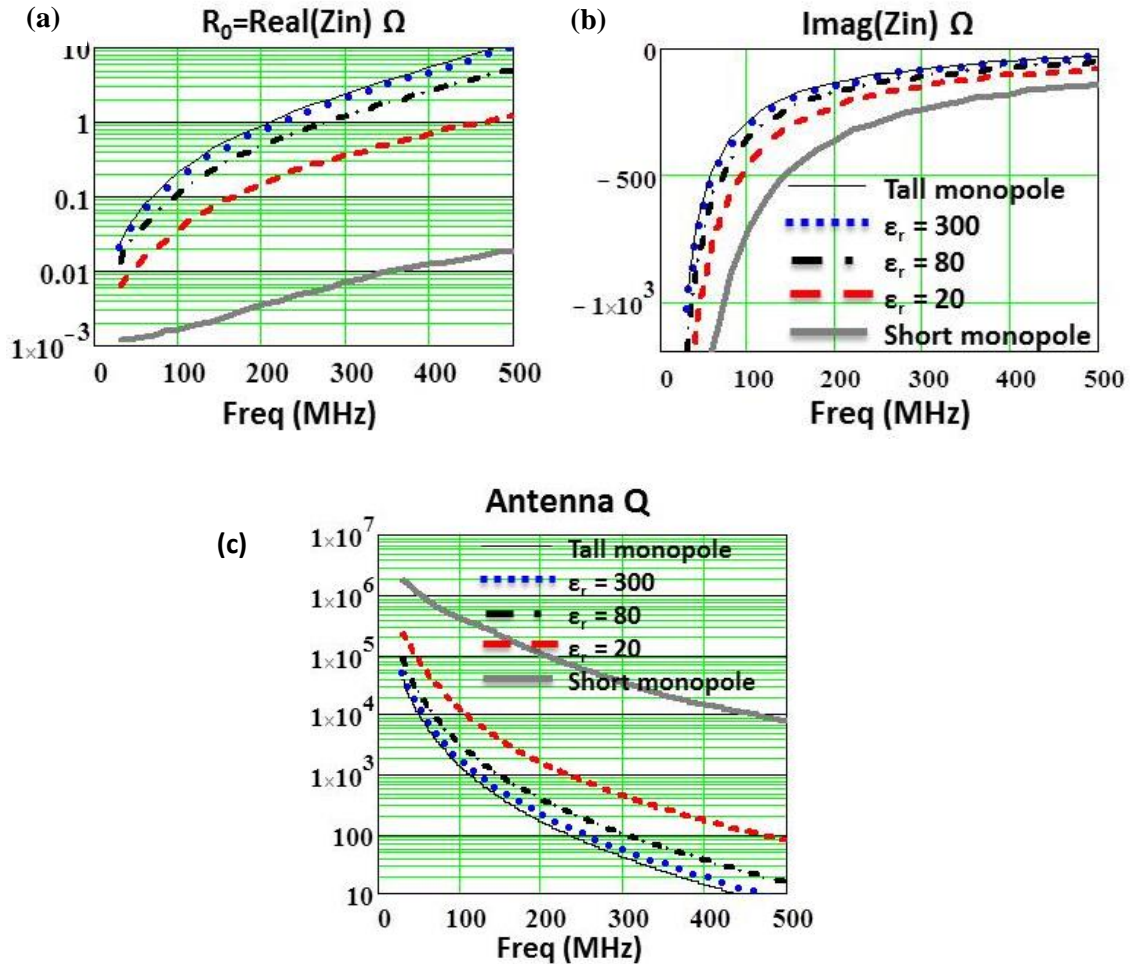 (a) R₀=Real(Zin) Ω
10
1
0.1
0.01
1×10⁻³
0 100 200 300 400 500
Freq (MHz)
(b) Imag(Zin) Ω
0
−500
−1×10³
Tall monopole
εᵣ = 300
εᵣ = 80
εᵣ = 20
Short monopole
0 100 200 300 400 500
Freq (MHz)
(c) Antenna Q
1×10⁷
1×10⁶
1×10⁵
1×10⁴
1×10³
100
10
Tall monopole
εᵣ = 300
εᵣ = 80
εᵣ = 20
Short monopole
0 100 200 300 400 500
Freq (MHz)